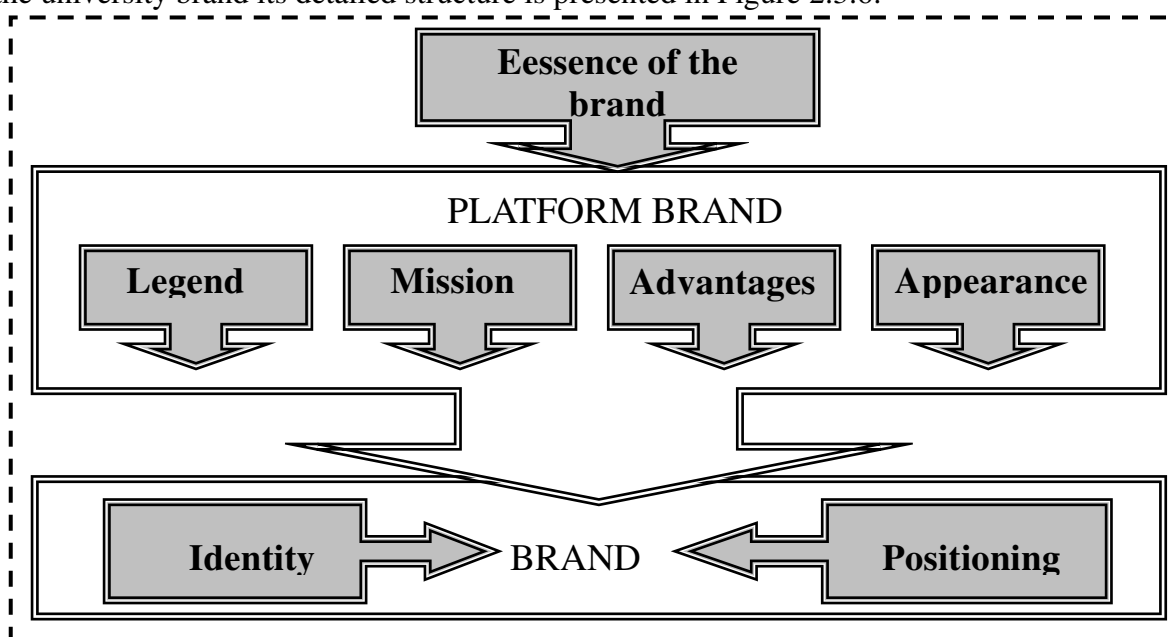 the university brand its detailed structure is presented in Figure 2.3.6.
Eessence of the
brand
PLATFORM BRAND
Legend
Mission
Advantages
Appearance
Identity
BRAND
Positioning